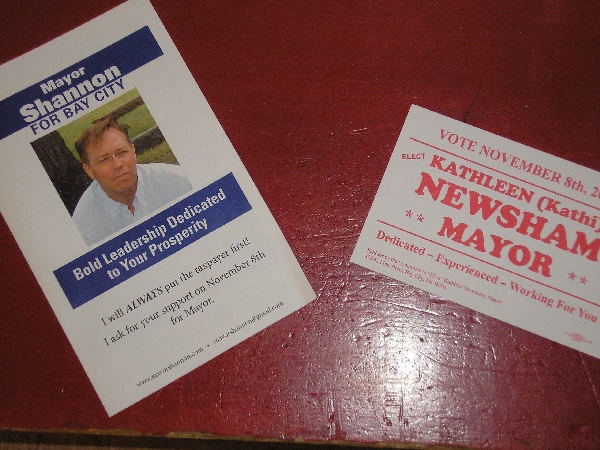 Mayor
Shannon
FOR BAY CITY
Bold Leadership Dedicated
to Your Prosperity
I will ALWAYS put the taxpayer first!
I ask for your support on November 8th
for Mayor.
VOTE NOVEMBER 8th, 20
ELECT
KATHLEEN (Kathi)
NEWSHAM
MAYOR
Dedicated - Experienced - Working For You